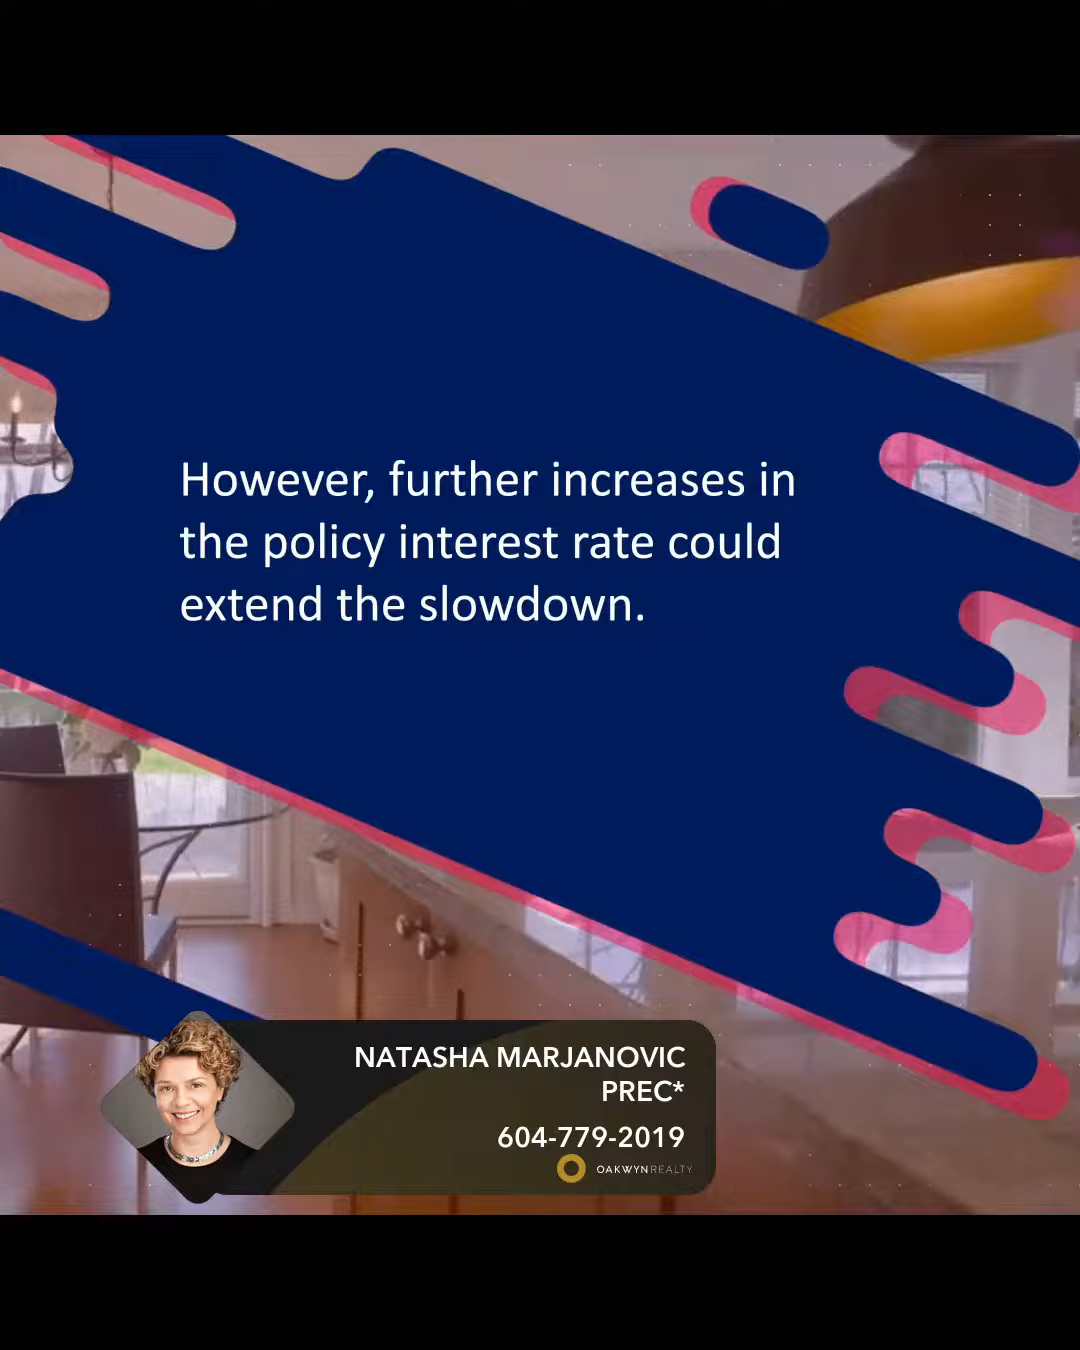 However, further increases in
the policy interest rate could
extend the slowdown.
NATASHA MARJANOVIC
PREC*
604-779-2019
OAKWYNREALTY